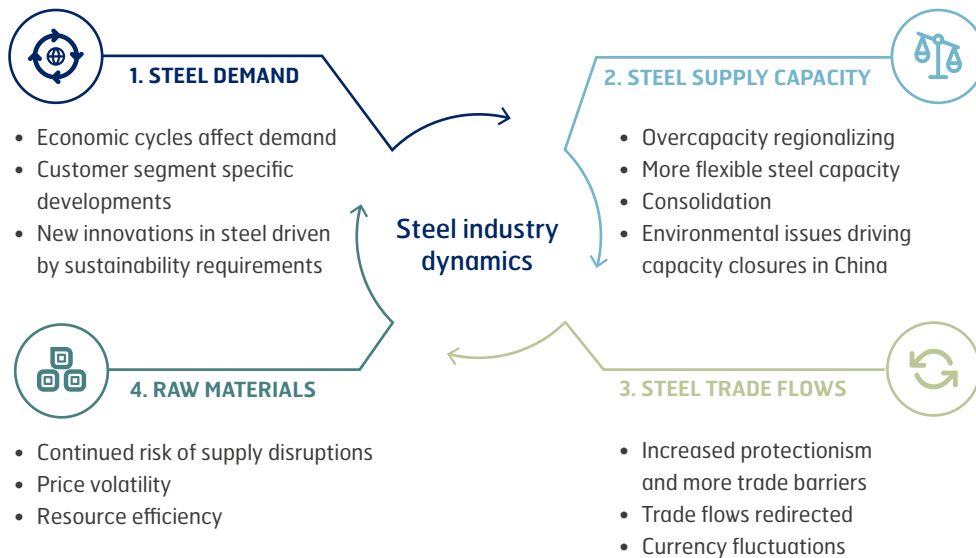 1. STEEL DEMAND
• Economic cycles affect demand
• Customer segment specific
developments
• New innovations in steel driven
by sustainability requirements
2. STEEL SUPPLY CAPACITY
• Overcapacity regionalizing
• More flexible steel capacity
• Consolidation
• Environmental issues driving
capacity closures in China
Steel industry
dynamics
4. RAW MATERIALS
• Continued risk of supply disruptions
• Price volatility
• Resource efficiency
3. STEEL TRADE FLOWS
• Increased protectionism
and more trade barriers
• Trade flows redirected
• Currency fluctuations